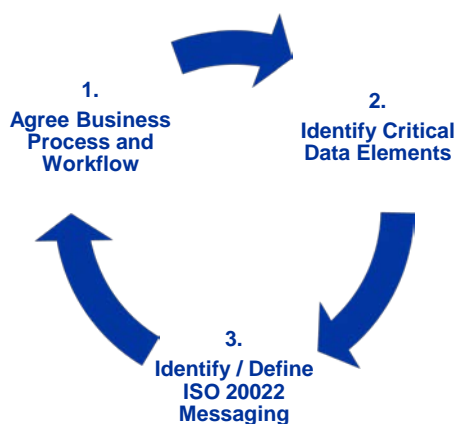 1.
Agree Business
Process and
Workflow
2.
Identify Critical
Data Elements
3.
Identify / Define
ISO 20022
Messaging